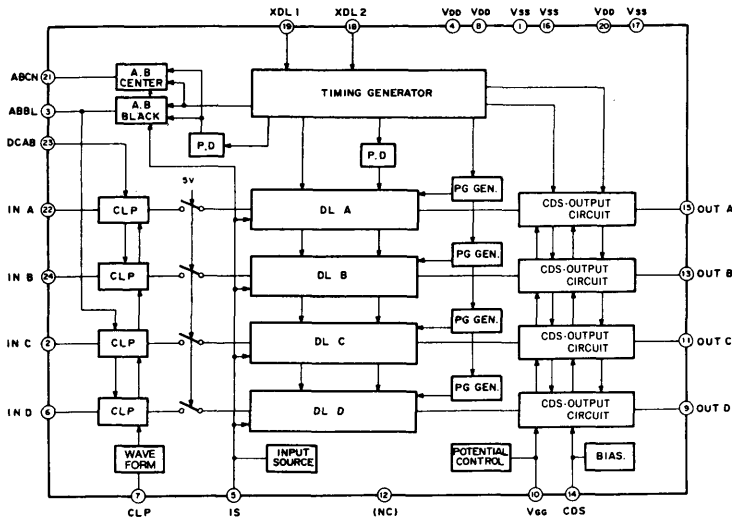 XDL 1 XDL 2 VDD VDD VSS VSS VDD VSS
19 18 4 8 1 16 20 17
ABCN 21 A.B CENTER
TIMING GENERATOR
ABBL 3 A.B BLACK
DCAB 23
P.D P.D
5V
PG GEN.
IN A 22 CLP DL A CDS-OUTPUT CIRCUIT 15 OUT A
PG GEN.
IN B 24 CLP DL B CDS-OUTPUT CIRCUIT 13 OUT B
PG GEN.
IN C 2 CLP DL C CDS-OUTPUT CIRCUIT 11 OUT C
PG GEN.
IN D 6 CLP DL D CDS-OUTPUT CIRCUIT 9 OUT D
WAVE FORM
INPUT SOURCE
POTENTIAL CONTROL
BIAS.
7 5 12 10 14
CLP IS (NC) VGG CDS